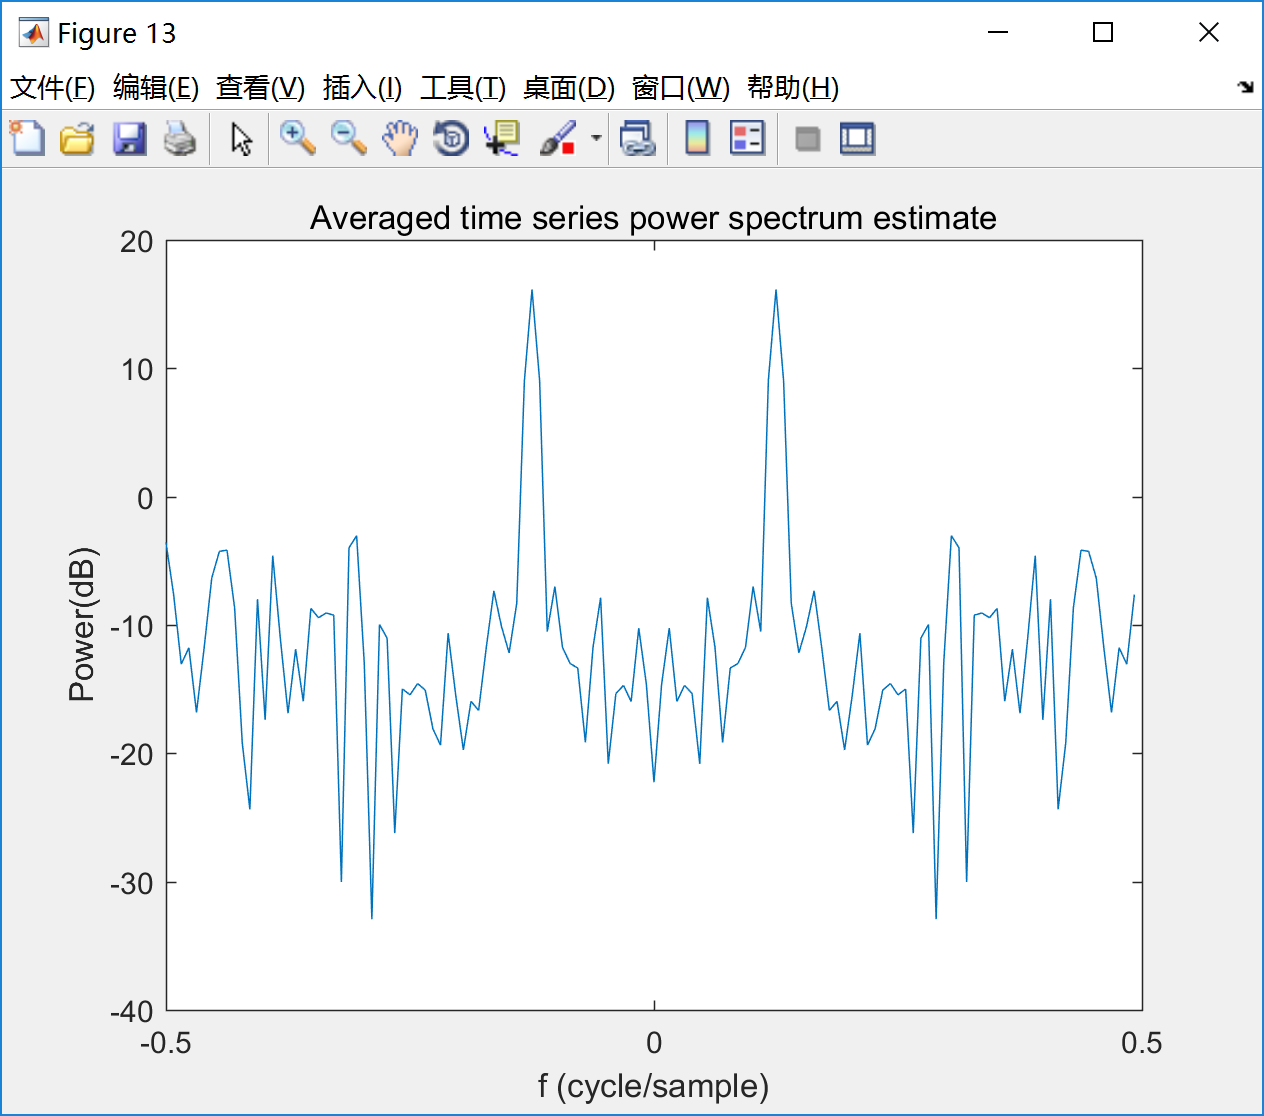 Figure 13
文件(F) 编辑(E) 查看(V) 插入(I) 工具(T) 桌面(D) 窗口(W) 帮助(H)
Averaged time series power spectrum estimate
20
10
0
-10
-20
-30
-40
Power(dB)
-0.5 0 0.5
f (cycle/sample)